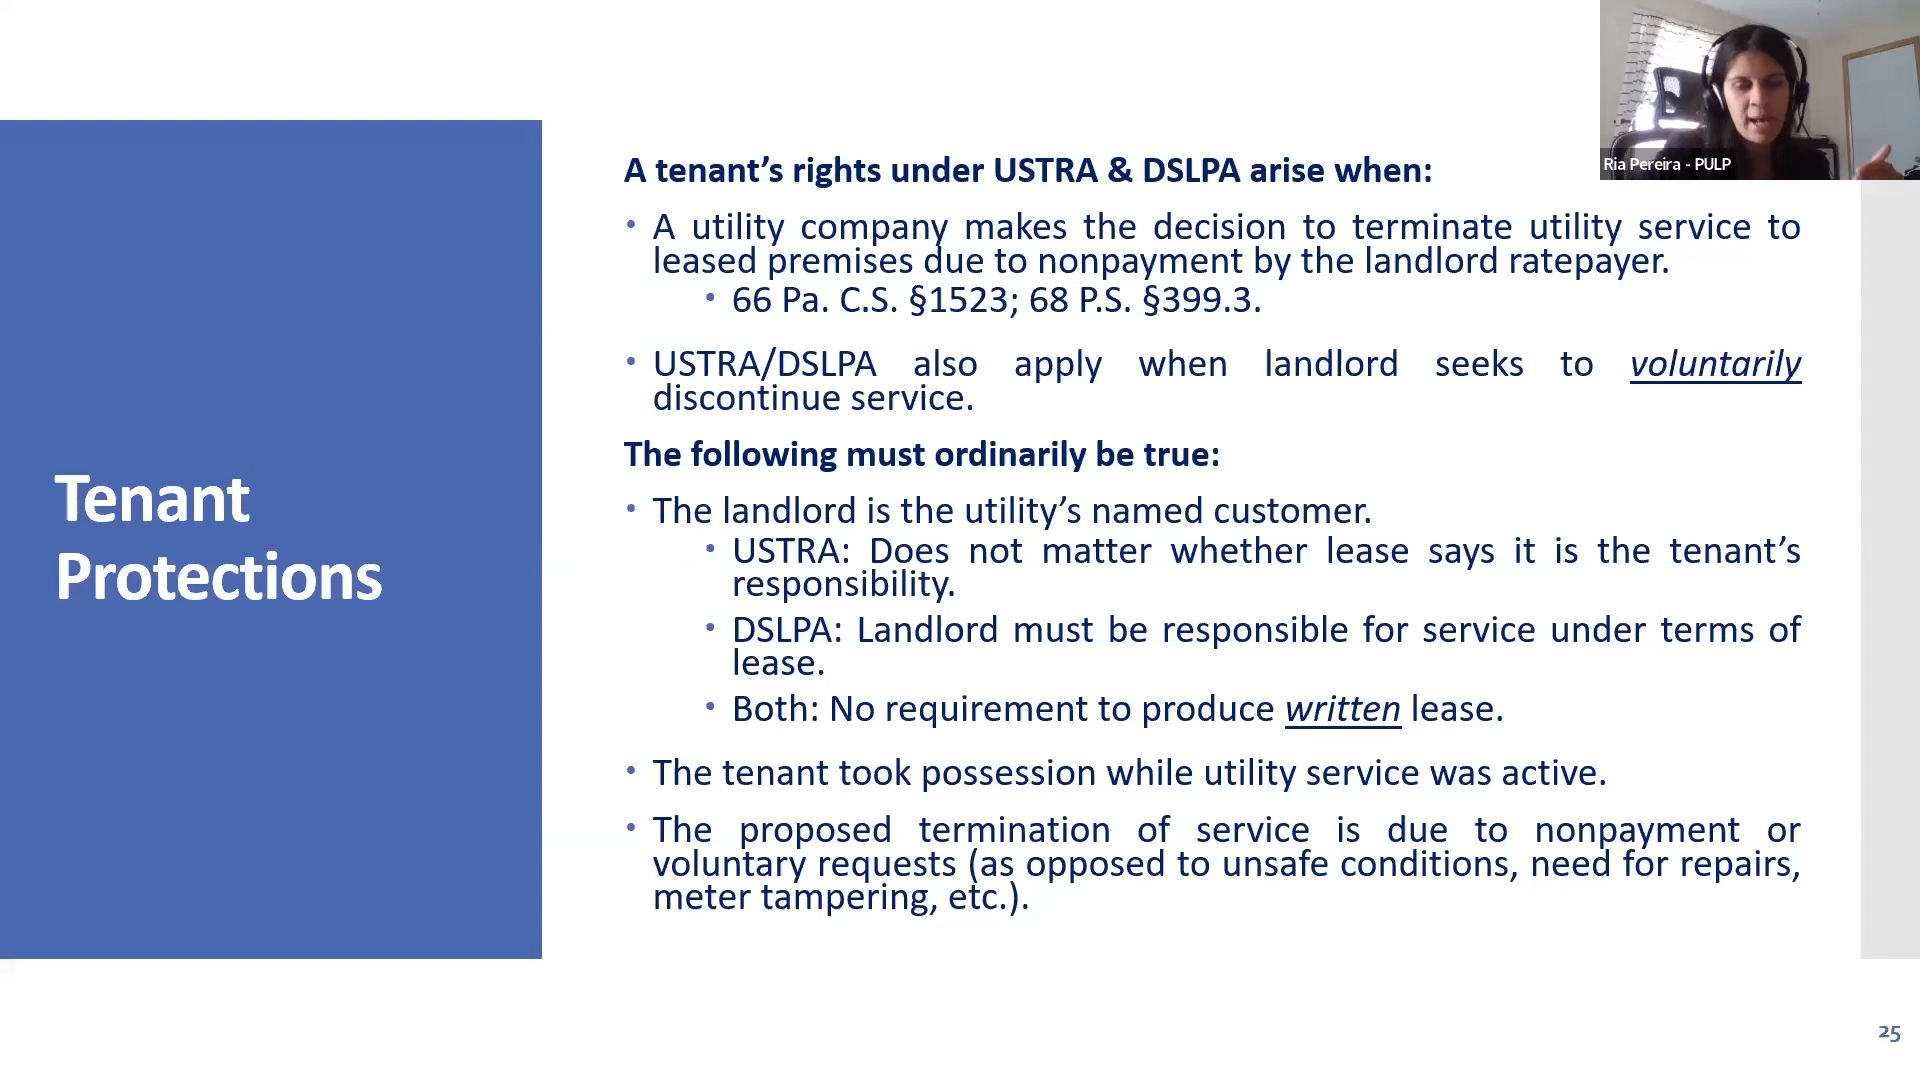 Ria Pereira - PULP
Tenant
Protections
A tenant’s rights under USTRA & DSLPA arise when:
• A utility company makes the decision to terminate utility service to
leased premises due to nonpayment by the landlord ratepayer.
• 66 Pa. C.S. §1523; 68 P.S. §399.3.
• USTRA/DSLPA also apply when landlord seeks to voluntarily
discontinue service.
The following must ordinarily be true:
• The landlord is the utility’s named customer.
• USTRA: Does not matter whether lease says it is the tenant’s
responsibility.
• DSLPA: Landlord must be responsible for service under terms of
lease.
• Both: No requirement to produce written lease.
• The tenant took possession while utility service was active.
• The proposed termination of service is due to nonpayment or
voluntary requests (as opposed to unsafe conditions, need for repairs,
meter tampering, etc.).
25